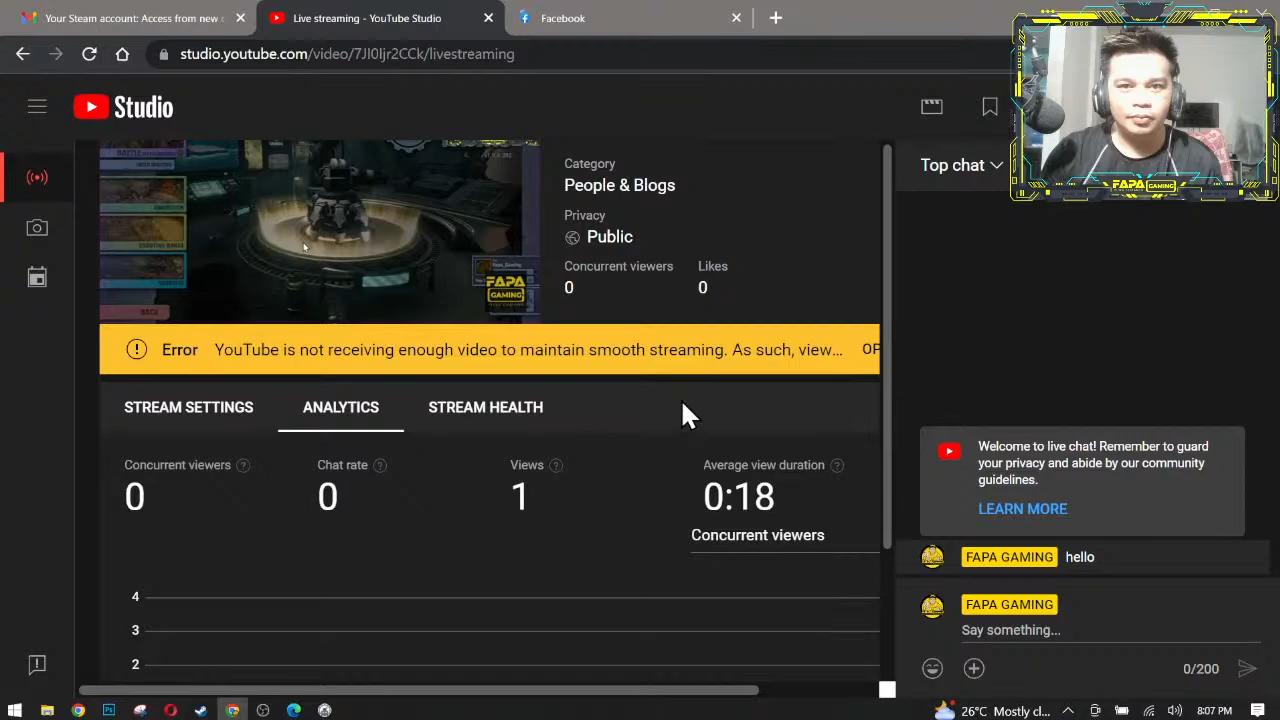 Your Steam account: Access from new c
Live streaming - YouTube Studio
Facebook
studio.youtube.com/video/7Jl0Ijr2CCk/livestreaming
Studio
Category
People & Blogs
Privacy
Public
Concurrent viewers Likes
0 0
FAPA
GAMING
BACK
Top chat
FAPA GAMING
Error YouTube is not receiving enough video to maintain smooth streaming. As such, view... OP
STREAM SETTINGS ANALYTICS STREAM HEALTH
Concurrent viewers Chat rate Views Average view duration
0 0 1 0:18
Concurrent viewers
4
3
2
Welcome to live chat! Remember to guard
your privacy and abide by our community
guidelines.
LEARN MORE
FAPA GAMING hello
FAPA GAMING
Say something...
0/200
26°C Mostly cl... 8:07 PM